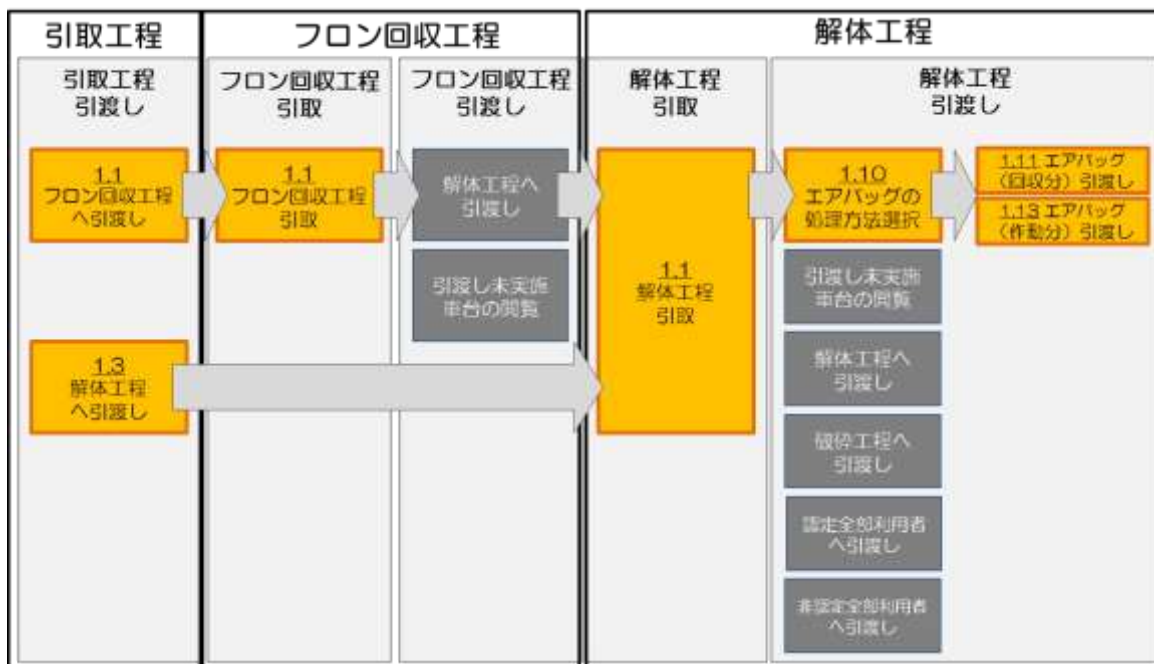 引取工程
フロン回収工程
解体工程
引取工程
引渡し
フロン回収工程
引取
フロン回収工程
引渡し
解体工程
引取
解体工程
引渡し
1.1
フロン回収工程
へ引渡し
1.1
フロン回収工程
引取
解体工程へ
引渡し
引渡し未実施
車台の閲覧
1.3
解体工程
へ引渡し
1.1
解体工程
引取
1.10
エアバッグの
処理方法選択
1.11 エアバッグ
（回収分）引渡し
1.13 エアバッグ
（作動分）引渡し
引渡し未実施
車台の閲覧
解体工程へ
引渡し
破砕工程へ
引渡し
認定全部利用者
へ引渡し
非認定全部利用者
へ引渡し